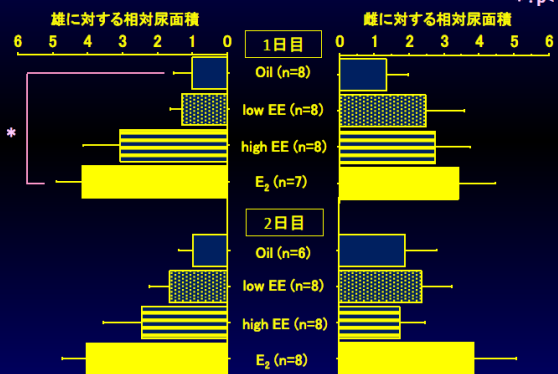 雄に対する相対尿面積
雌に対する相対尿面積
6 5 4 3 2 1 0
1日目
0 1 2 3 4 5 6
Oil (n=8)
low EE (n=8)
*
high EE (n=8)
E₂ (n=7)
2日目
Oil (n=6)
low EE (n=8)
high EE (n=8)
E₂ (n=8)